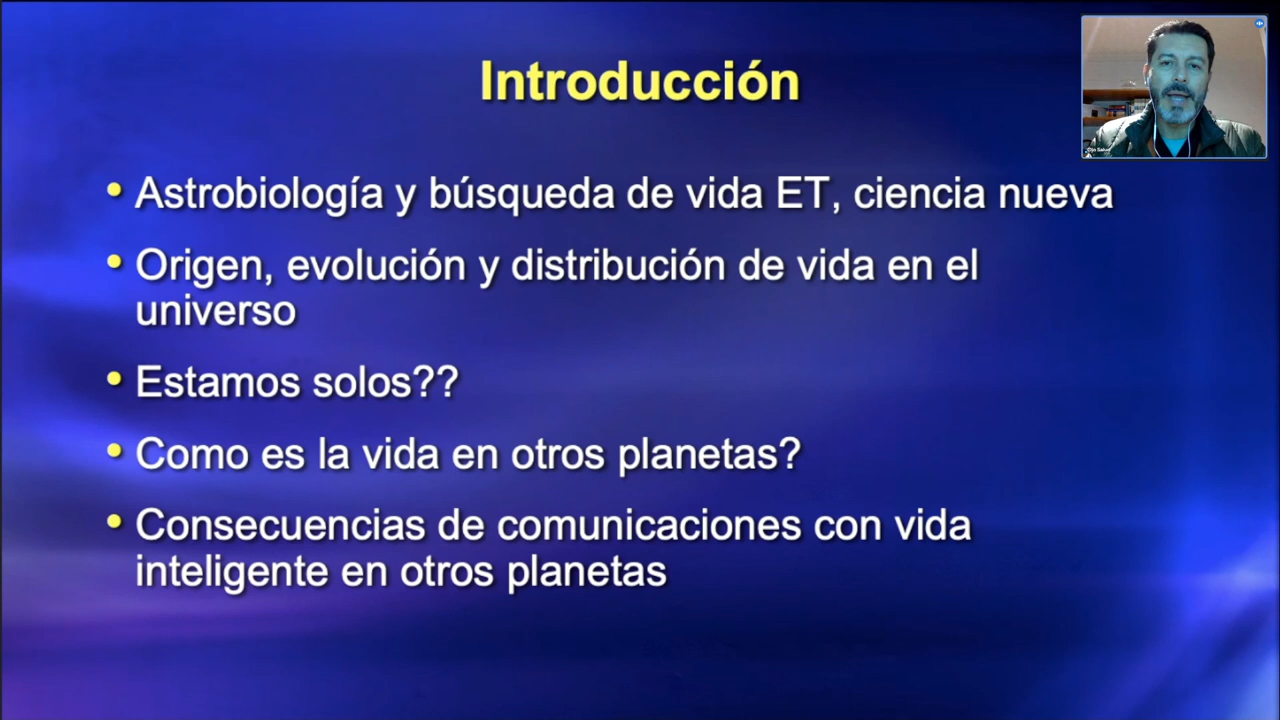 Introducción
Astrobiología y búsqueda de vida ET, ciencia nueva
Origen, evolución y distribución de vida en el
universo
Estamos solos??
Como es la vida en otros planetas?
Consecuencias de comunicaciones con vida
inteligente en otros planetas